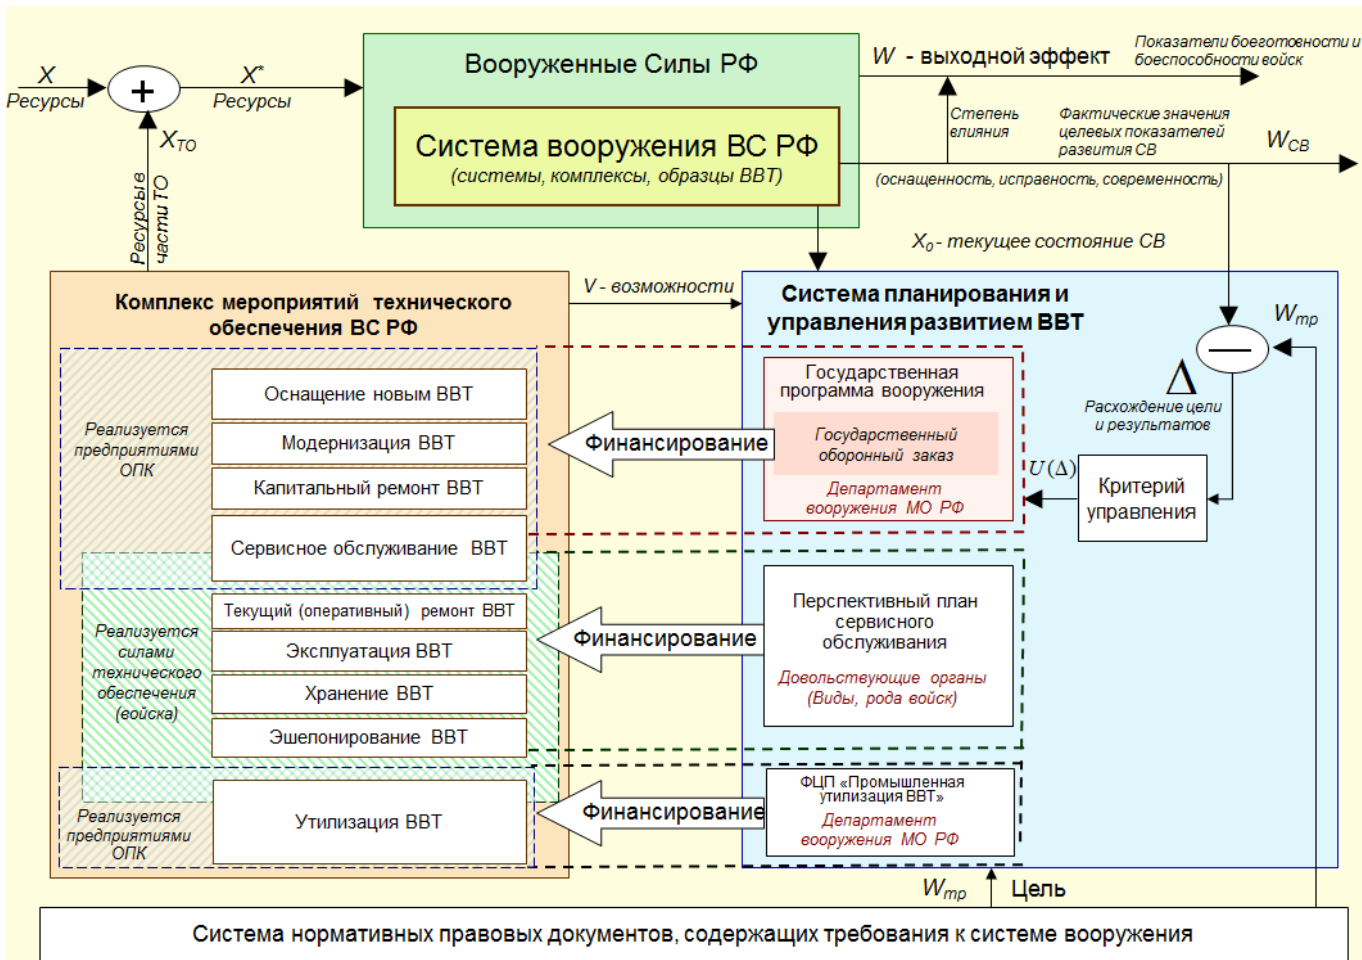 X
Ресурсы
+
X*
Ресурсы
X_ТО
Ресурсы в
части ТО
Вооруженные Силы РФ
Система вооружения ВС РФ
(системы, комплексы, образцы ВВТ)
W - выходной эффект
Показатели боеготовности и
боеспособности войск
Степень
влияния
Фактические значения
целевых показателей
развития СВ
W_СВ
(оснащенность, исправность, современность)
X_0 - текущее состояние СВ
V - возможности
Комплекс мероприятий технического
обеспечения ВС РФ
Реализуется
предприятиями
ОПК
Оснащение новым ВВТ
Модернизация ВВТ
Капитальный ремонт ВВТ
Сервисное обслуживание ВВТ
Реализуется
силами
технического
обеспечения
(войска)
Текущий (оперативный) ремонт ВВТ
Эксплуатация ВВТ
Хранение ВВТ
Эшелонирование ВВТ
Реализуется
предприятиями
ОПК
Утилизация ВВТ
Финансирование
Финансирование
Финансирование
Система планирования и
управления развитием ВВТ
Государственная
программа вооружения
Государственный
оборонный заказ
Департамент
вооружения МО РФ
Перспективный план
сервисного
обслуживания
Довольствующие органы
(Виды, рода войск)
ФЦП «Промышленная
утилизация ВВТ»
Департамент
вооружения МО РФ
W_тр
—
Δ
Расхождение цели
и результатов
U(Δ)
Критерий
управления
W_тр
Цель
Система нормативных правовых документов, содержащих требования к системе вооружения